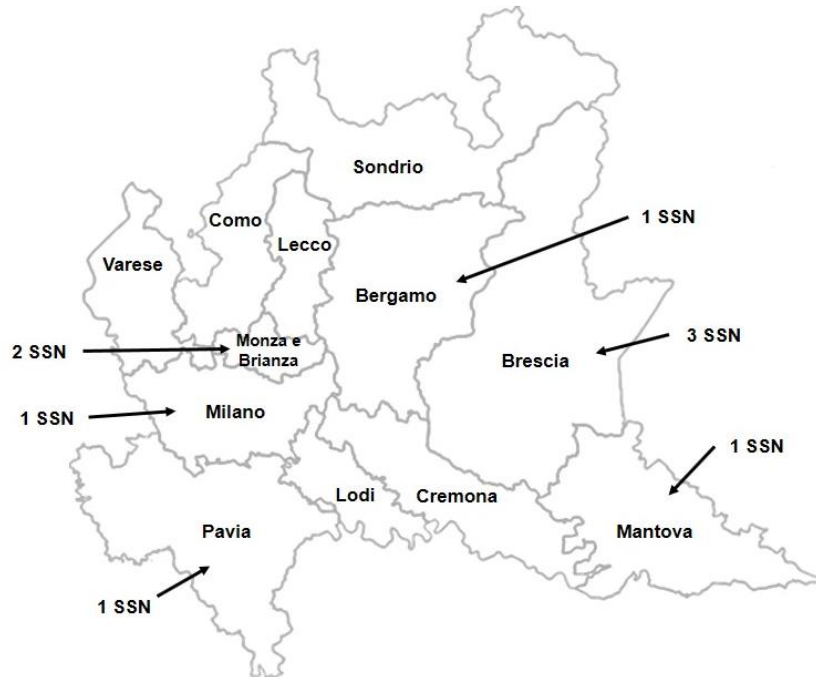 Sondrio
1 SSN
Como
Lecco
Varese
Bergamo
3 SSN
2 SSN
Monza e
Brianza
Brescia
1 SSN
Milano
1 SSN
Lodi
Cremona
Pavia
Mantova
1 SSN